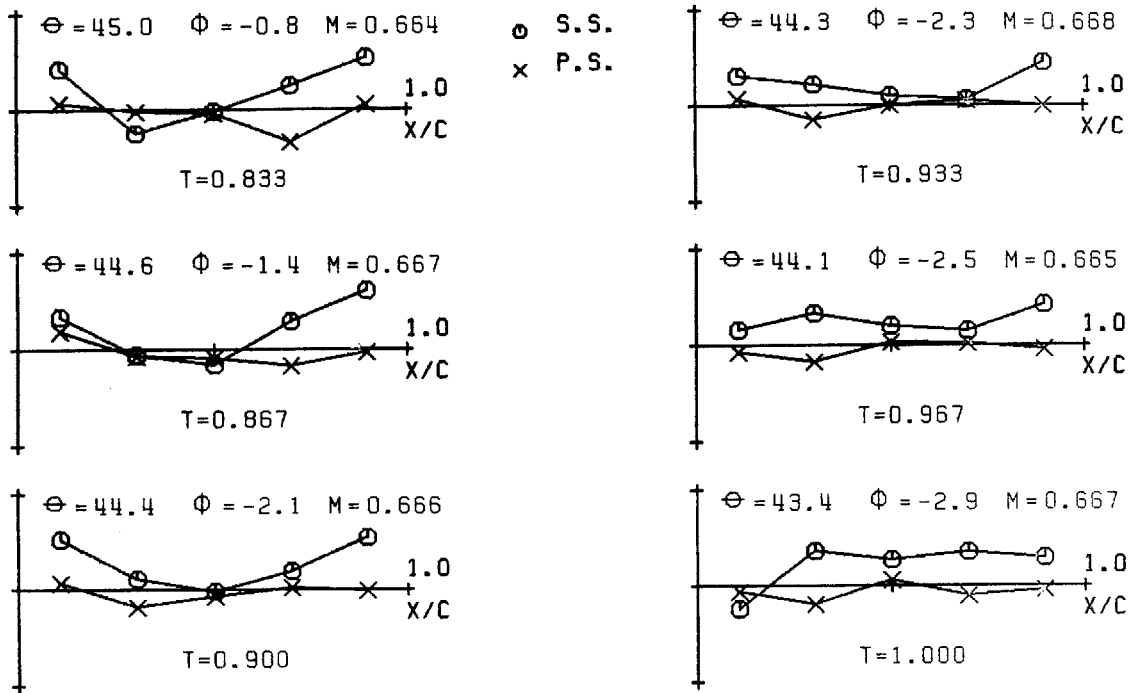 Θ = 45.0 Φ = -0.8 M = 0.664
1.0
X/C
T=0.833
S.S.
P.S.
Θ = 44.3 Φ = -2.3 M = 0.668
1.0
X/C
T=0.933
Θ = 44.6 Φ = -1.4 M = 0.667
1.0
X/C
T=0.867
Θ = 44.1 Φ = -2.5 M = 0.665
1.0
X/C
T=0.967
Θ = 44.4 Φ = -2.1 M = 0.666
1.0
X/C
T=0.900
Θ = 43.4 Φ = -2.9 M = 0.667
1.0
X/C
T=1.000